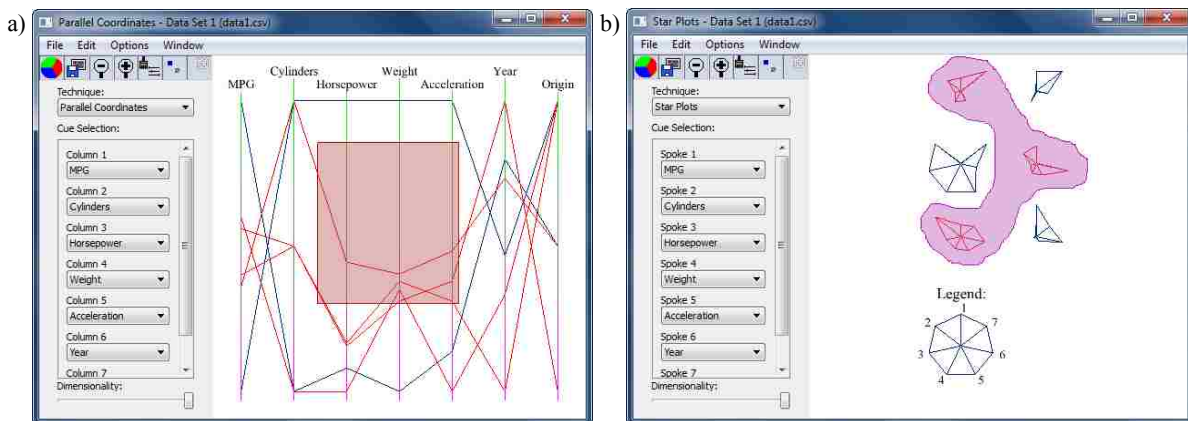 a)
Parallel Coordinates - Data Set 1 (data1.csv)
File Edit Options Window
Technique:
Parallel Coordinates
Cue Selection:
Column 1
MPG
Column 2
Cylinders
Column 3
Horsepower
Column 4
Weight
Column 5
Acceleration
Column 6
Year
Column 7
Dimensionality:
Cylinders Weight Year
MPG Horsepower Acceleration Origin
b)
Star Plots - Data Set 1 (data1.csv)
File Edit Options Window
Technique:
Star Plots
Cue Selection:
Spoke 1
MPG
Spoke 2
Cylinders
Spoke 3
Horsepower
Spoke 4
Weight
Spoke 5
Acceleration
Spoke 6
Year
Spoke 7
Dimensionality:
Legend:
1
2 7
3 6
4 5